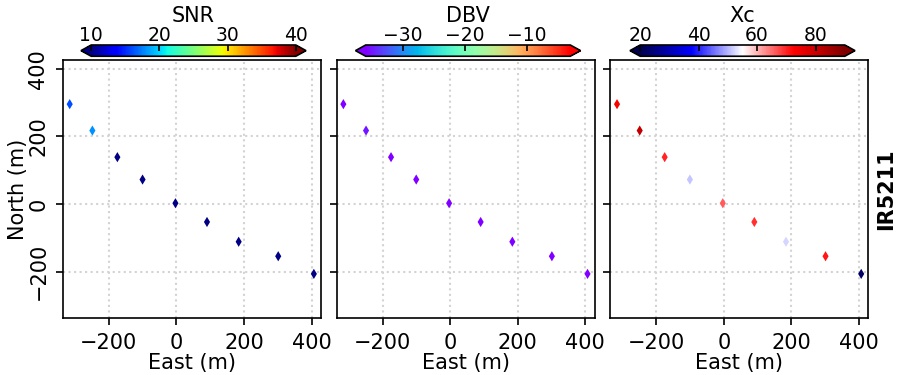 SNR DBV Xc
10 20 30 40 −30 −20 −10 20 40 60 80
400
200
0
−200
North (m)
IR5211
−200 0 200 400 −200 0 200 400 −200 0 200 400
East (m) East (m) East (m)